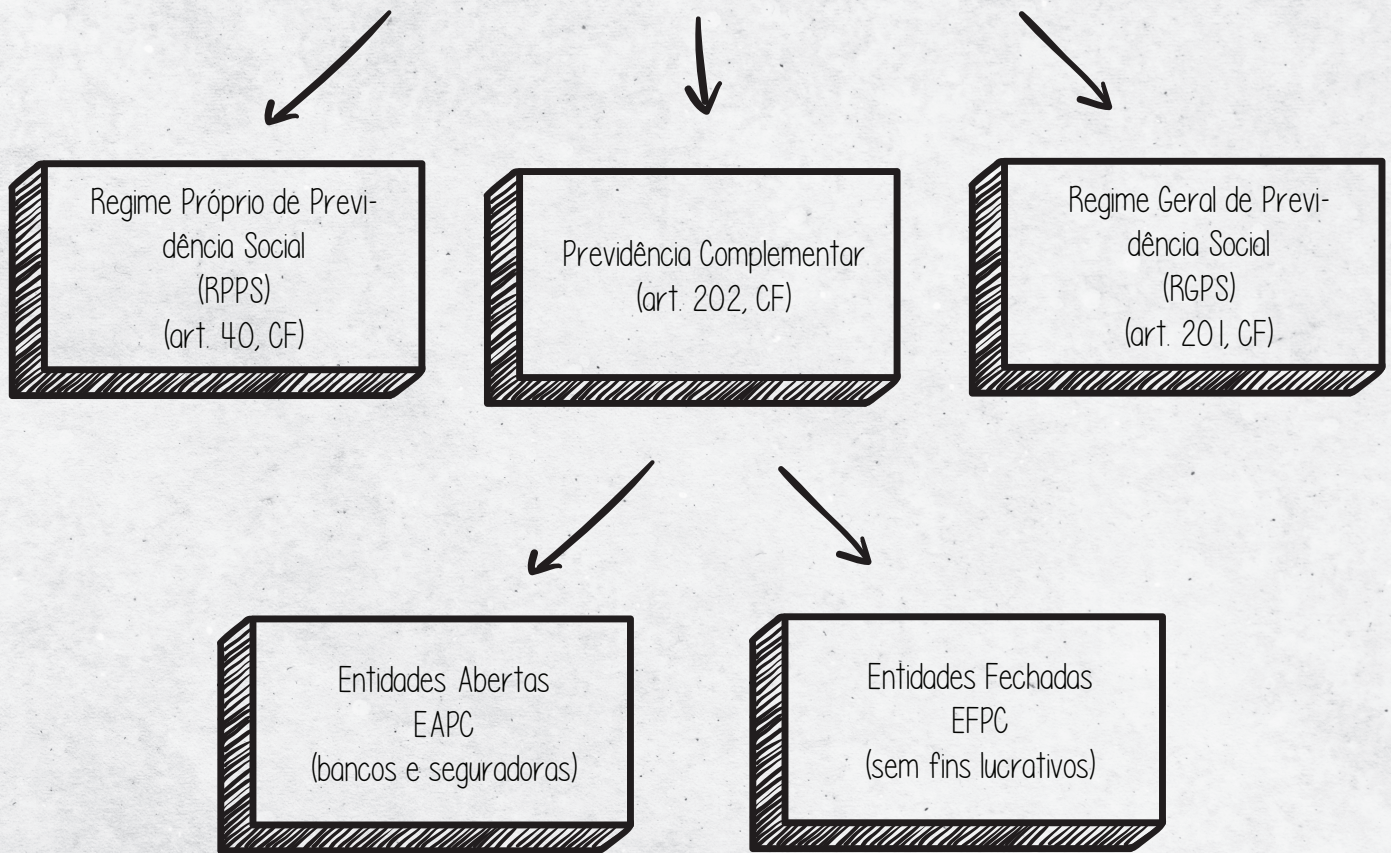 Regime Próprio de Previ-
dência Social
(RPPS)
(art. 40, CF)
Previdência Complementar
(art. 202, CF)
Regime Geral de Previ-
dência Social
(RGPS)
(art. 201, CF)
Entidades Abertas
EAPC
(bancos e seguradoras)
Entidades Fechadas
EFPC
(sem fins lucrativos)